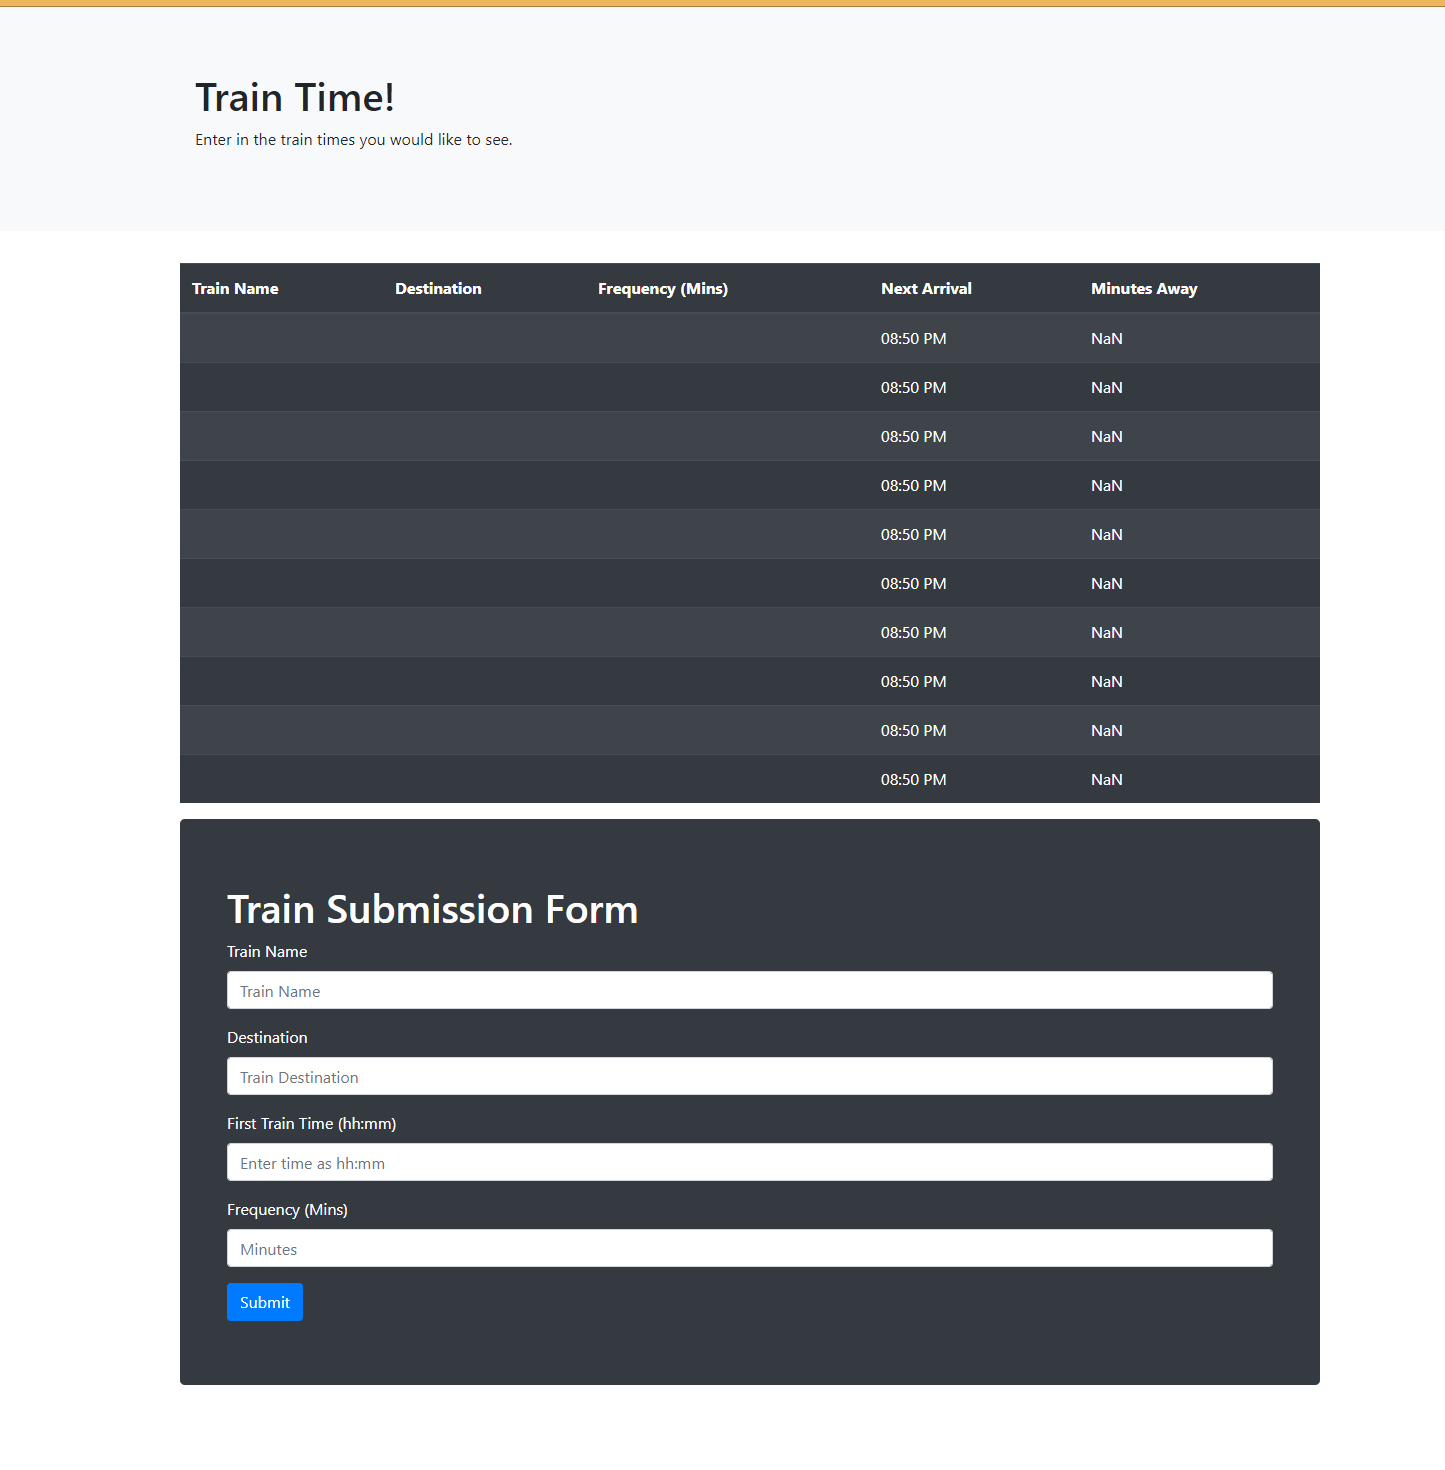 Train Time!
Enter in the train times you would like to see.
Train Name Destination Frequency (Mins) Next Arrival Minutes Away
08:50 PM NaN
08:50 PM NaN
08:50 PM NaN
08:50 PM NaN
08:50 PM NaN
08:50 PM NaN
08:50 PM NaN
08:50 PM NaN
08:50 PM NaN
08:50 PM NaN
Train Submission Form
Train Name
Train Name
Destination
Train Destination
First Train Time (hh:mm)
Enter time as hh:mm
Frequency (Mins)
Minutes
Submit